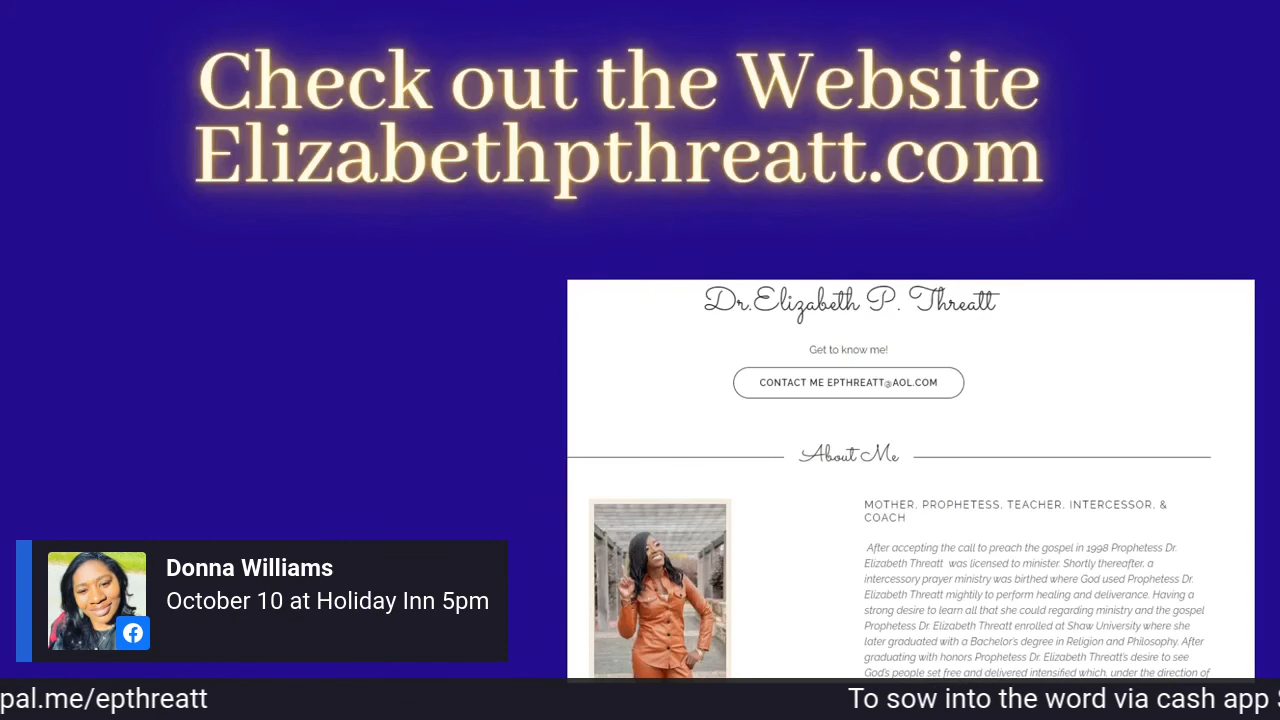 Check out the Website
Elizabethpthreatt.com
Dr.Elizabeth P. Threatt
Get to know me!
CONTACT ME EPTHREATT@AOL.COM
About Me
MOTHER, PROPHETESS, TEACHER, INTERCESSOR, &
COACH
After accepting the call to preach the gospel in 1998 Prophetess Dr.
Elizabeth Threatt was licensed to minister. Shortly thereafter, a
intercessory prayer ministry was birthed where God used Prophetess Dr.
Elizabeth Threatt mightily to perform healing and deliverance. Having a
strong desire to learn all that she could regarding ministry and the gospel
Prophetess Dr. Elizabeth Threatt enrolled at Shaw University where she
later graduated with a Bachelor's degree in Religion and Philosophy. After
graduating with honors Prophetess Dr. Elizabeth Threatt's desire to see
God's people set free and delivered intensified which, under the direction of
Donna Williams
October 10 at Holiday Inn 5pm
pal.me/epthreatt
To sow into the word via cash app